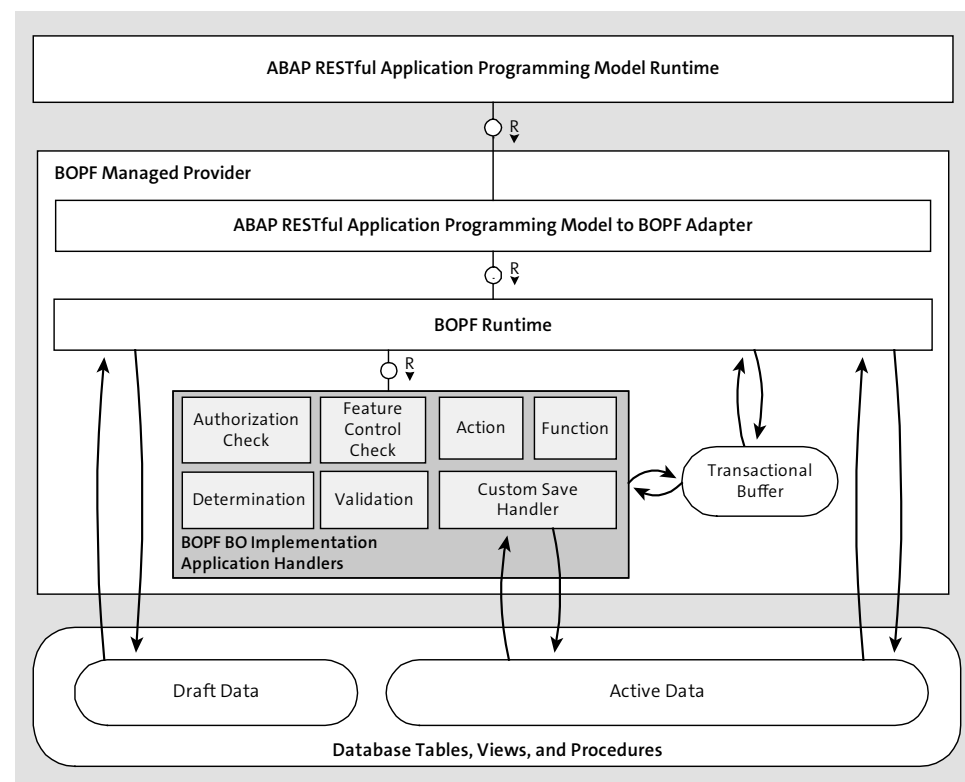 ABAP RESTful Application Programming Model Runtime
R
BOPF Managed Provider
ABAP RESTful Application Programming Model to BOPF Adapter
R
BOPF Runtime
R
Authorization
Check
Feature
Control
Check
Action
Function
Determination
Validation
Custom Save
Handler
BOPF BO Implementation
Application Handlers
Transactional
Buffer
Draft Data
Active Data
Database Tables, Views, and Procedures